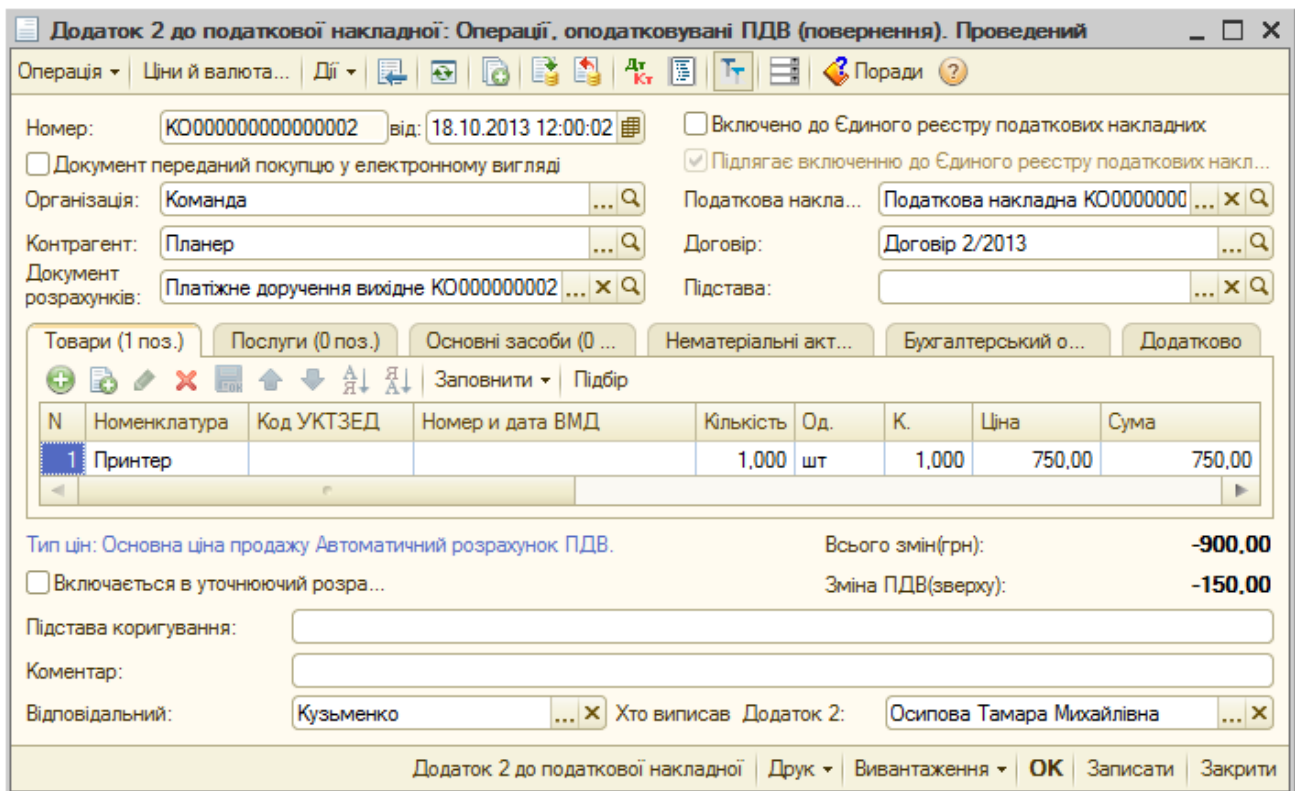 Додаток 2 до податкової накладної: Операції, оподатковувані ПДВ (повернення). Проведений
Операція Ціни й валюта... Дії Дт Кт Тт Поради ?
Номер: КО000000000000002 від: 18.10.2013 12:00:02 Включено до Єдиного реєстру податкових накладних
Документ переданий покупцю у електронному вигляді Підлягає включенню до Єдиного реєстру податкових накл...
Організація: Команда ... Податкова накла... Податкова накладна КО0000000 ...
Контрагент: Планер ... Договір: Договір 2/2013 ...
Документ розрахунків: Платіжне доручення вихідне КО000000002 ... Підстава: ...
Товари (1 поз.) Послуги (0 поз.) Основні засоби (0 ... Нематеріальні акт... Бухгалтерський о... Додатково
Заповнити Підбір
N Номенклатура Код УКТЗЕД Номер и дата ВМД Кількість Од. К. Ціна Сума
1 Принтер 1,000 шт 1,000 750,00 750,00
Тип цін: Основна ціна продажу Автоматичний розрахунок ПДВ. Всього змін(грн): -900,00
Включається в уточнюючий розра... Зміна ПДВ(зверху): -150,00
Підстава коригування:
Коментар:
Відповідальний: Кузьменко ... Хто виписав Додаток 2: Осипова Тамара Михайлівна ...
Додаток 2 до податкової накладної Друк Вивантаження OK Записати Закрити